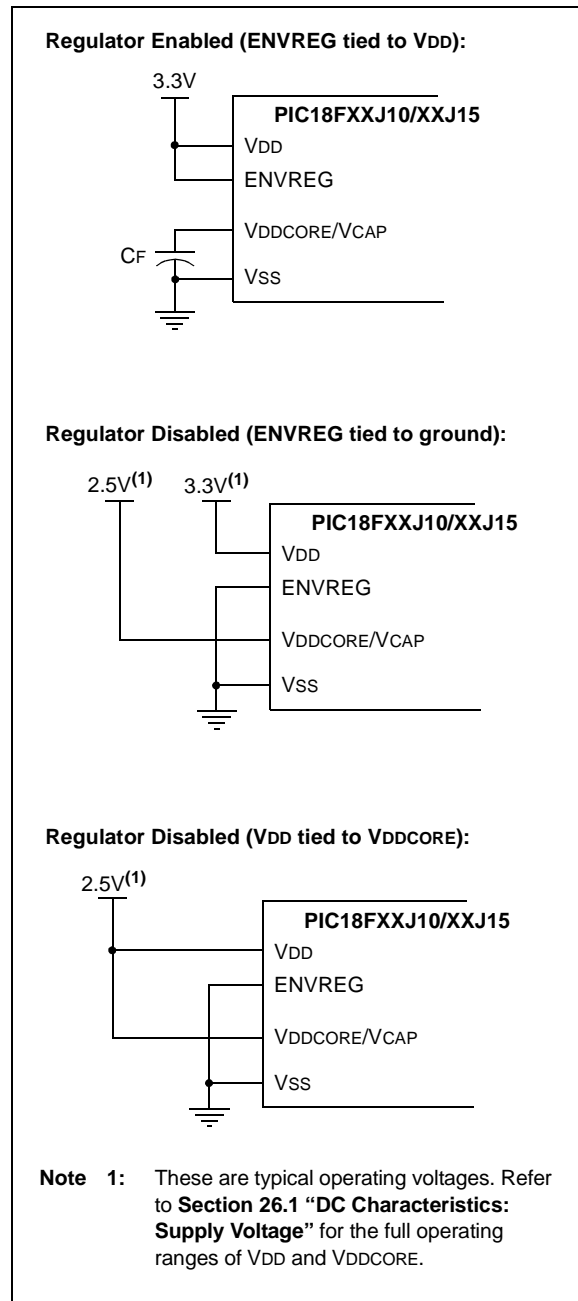 Regulator Enabled (ENVREG tied to VDD):
3.3V
PIC18FXXJ10/XXJ15
VDD
ENVREG
VDDCORE/VCAP
CF
VSS
Regulator Disabled (ENVREG tied to ground):
2.5V(1) 3.3V(1)
PIC18FXXJ10/XXJ15
VDD
ENVREG
VDDCORE/VCAP
VSS
Regulator Disabled (VDD tied to VDDCORE):
2.5V(1)
PIC18FXXJ10/XXJ15
VDD
ENVREG
VDDCORE/VCAP
VSS
Note 1: These are typical operating voltages. Refer
to Section 26.1 “DC Characteristics:
Supply Voltage” for the full operating
ranges of VDD and VDDCORE.